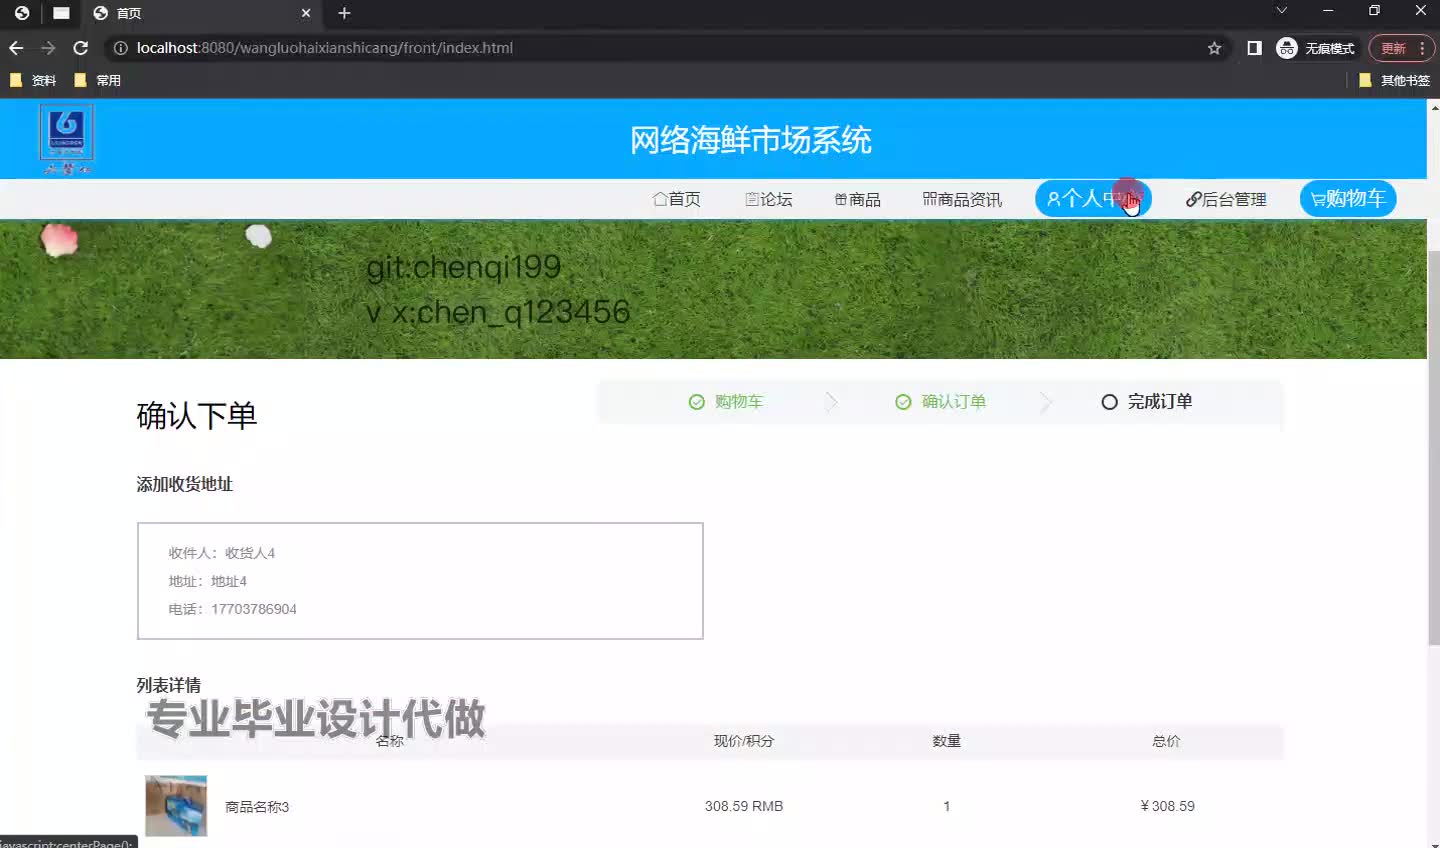 首页
localhost:8080/wangluohaixianshicang/front/index.html
无痕模式
更新
资料
常用
其他书签
网络海鲜市场系统
首页
论坛
商品
商品资讯
个人中
后台管理
购物车
git:chenqi199
v x:chen_q123456
确认下单
购物车
确认订单
完成订单
添加收货地址
收件人：收货人4
地址：地址4
电话：17703786904
列表详情
专业毕业设计代做
名称
现价/积分
数量
总价
商品名称3
308.59 RMB
1
￥308.59
javascript:centerPage();